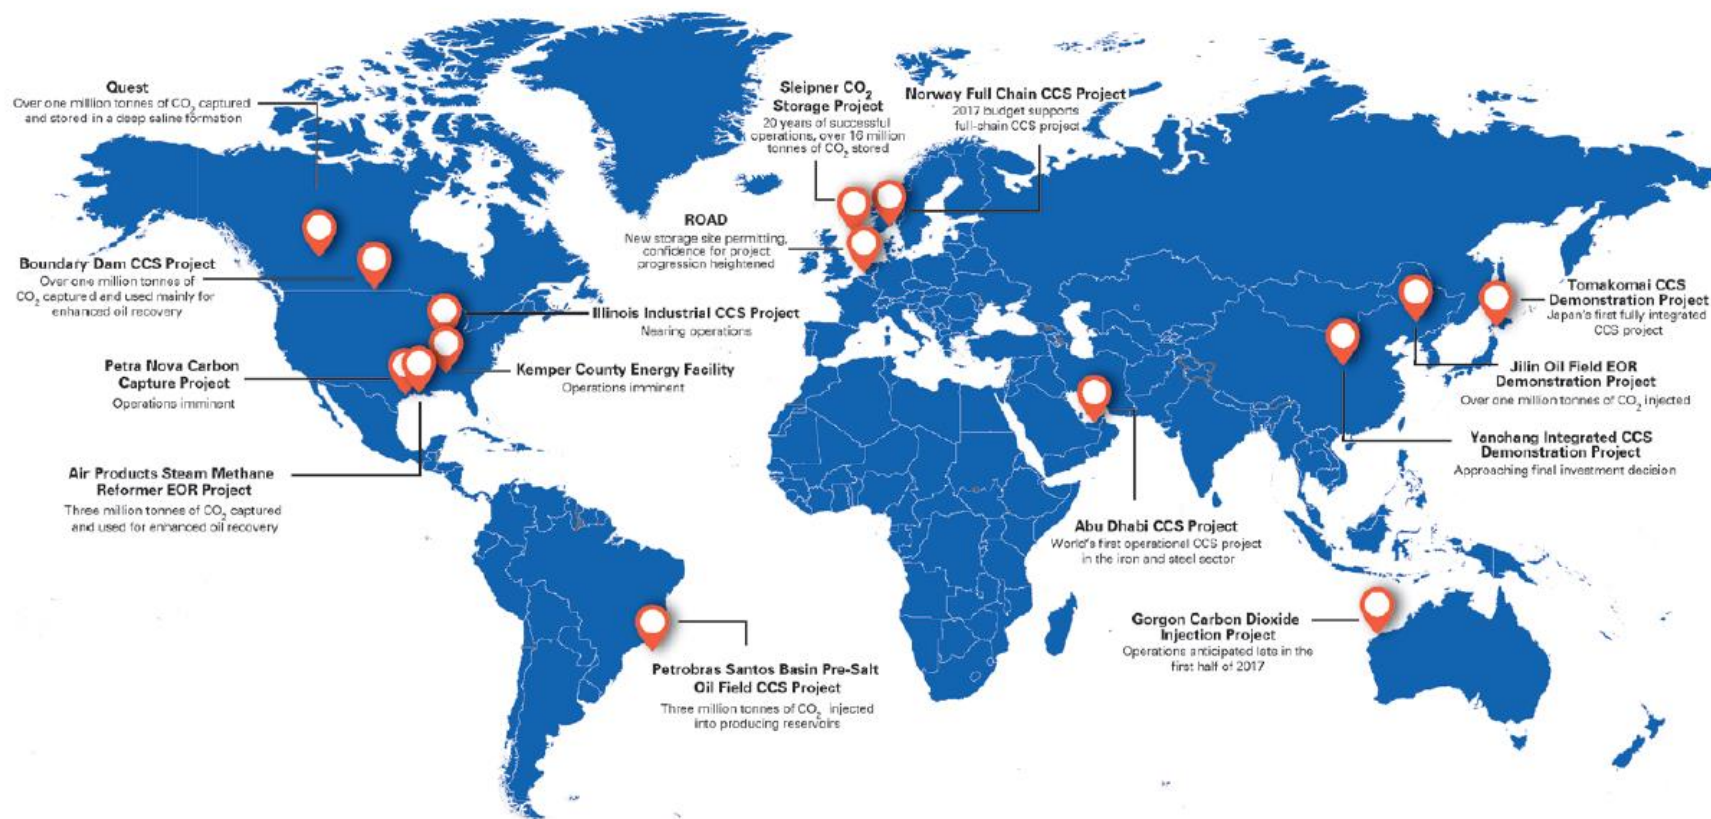 Quest
Over one million tonnes of CO2 captured
and stored in a deep saline formation
Sleipner CO2
Storage Project
20 years of successful
operations, over 16 million
tonnes of CO2 stored
Norway Full Chain CCS Project
2017 budget supports
full-chain CCS project
ROAD
New storage site permitting,
confidence for project
progression heightened
Boundary Dam CCS Project
Over one million tonnes of
CO2 captured and used mainly for
enhanced oil recovery
Illinois Industrial CCS Project
Nearing operations
Tomakomai CCS
Demonstration Project
Japan's first fully integrated
CCS project
Petra Nova Carbon
Capture Project
Operations imminent
Kemper County Energy Facility
Operations imminent
Jilin Oil Field EOR
Demonstration Project
Over one million tonnes of CO2 injected
Yanchang Integrated CCS
Demonstration Project
Approaching final investment decision
Air Products Steam Methane
Reformer EOR Project
Three million tonnes of CO2 captured
and used for enhanced oil recovery
Abu Dhabi CCS Project
World's first operational CCS project
in the iron and steel sector
Gorgon Carbon Dioxide
Injection Project
Operations anticipated late in the
first half of 2017
Petrobras Santos Basin Pre-Salt
Oil Field CCS Project
Three million tonnes of CO2 injected
into producing reservoirs